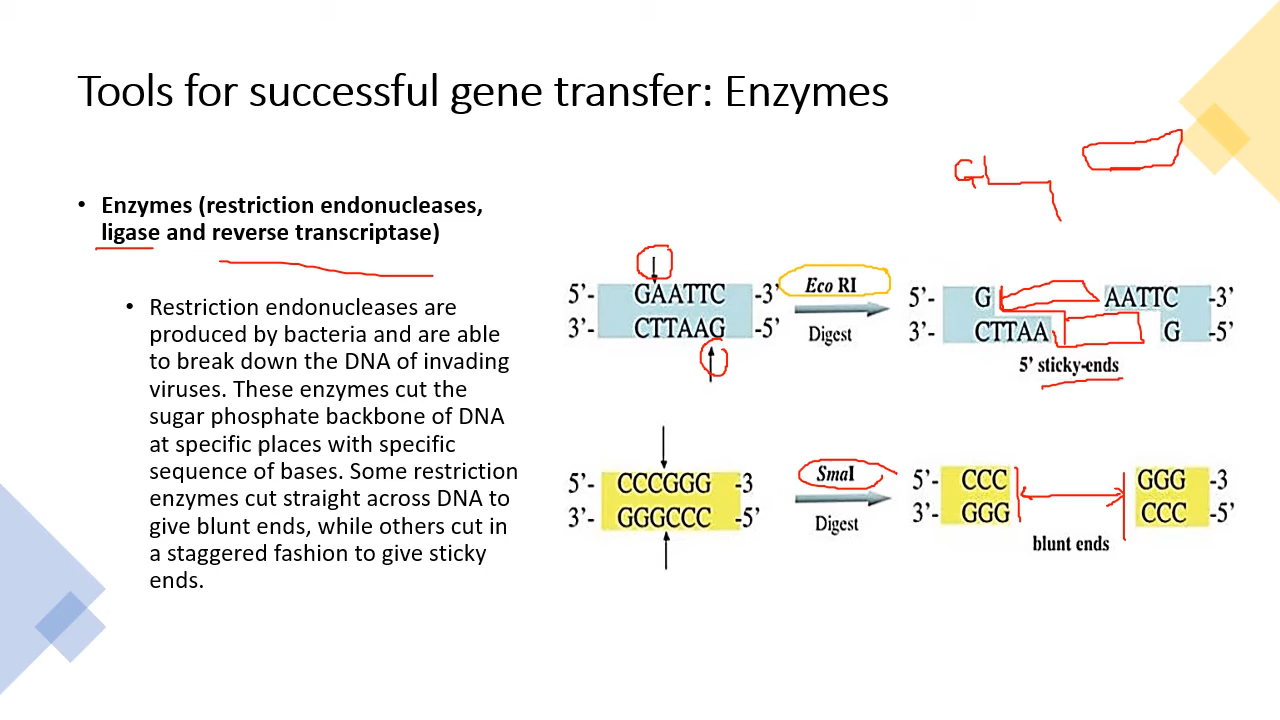 Tools for successful gene transfer: Enzymes
• Enzymes (restriction endonucleases,
ligase and reverse transcriptase)
• Restriction endonucleases are
produced by bacteria and are able
to break down the DNA of invading
viruses. These enzymes cut the
sugar phosphate backbone of DNA
at specific places with specific
sequence of bases. Some restriction
enzymes cut straight across DNA to
give blunt ends, while others cut in
a staggered fashion to give sticky
ends.
G
5’- GAATTC -3’ Eco RI 5’- G AATTC -3’
3’- CTTAAG -5’ Digest 3’- CTTAA G -5’
5’ sticky-ends
5’- CCCGGG -3 SmaI 5’- CCC GGG -3
3’- GGGCCC -5’ Digest 3’- GGG CCC -5’
blunt ends